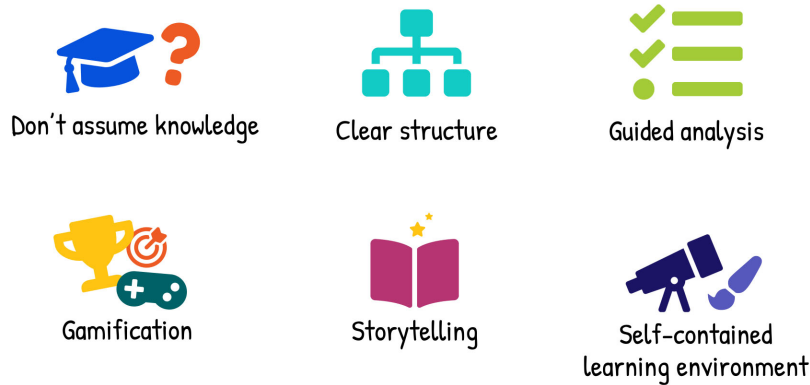 Don't assume knowledge
Clear structure
Guided analysis
Gamification
Storytelling
Self-contained
learning environment